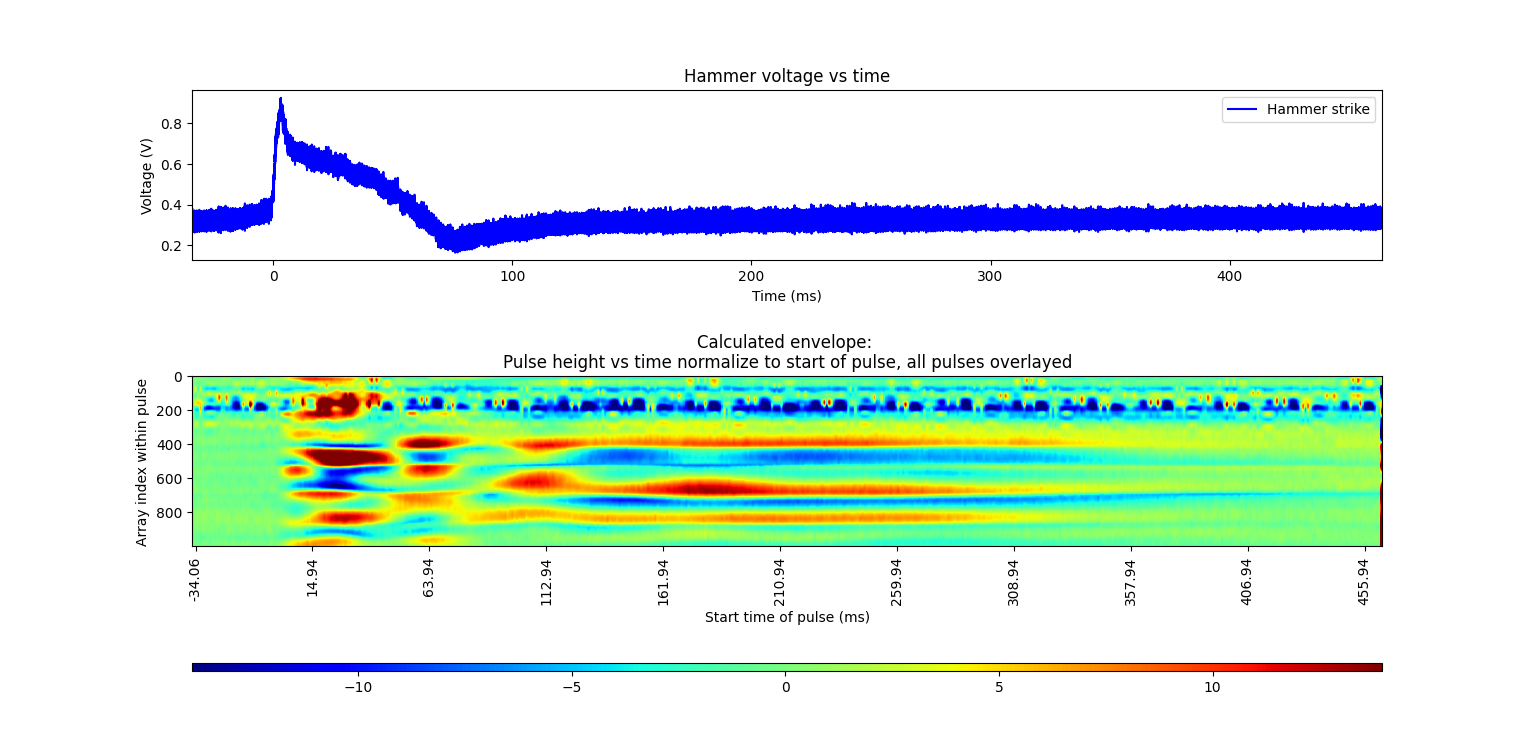 Hammer voltage vs time
Hammer strike
0.8
0.6
0.4
0.2
Voltage (V)
0 100 200 300 400
Time (ms)
Calculated envelope:
Pulse height vs time normalize to start of pulse, all pulses overlayed
0
200
400
600
800
Array index within pulse
-34.06 14.94 63.94 112.94 161.94 210.94 259.94 308.94 357.94 406.94 455.94
Start time of pulse (ms)
−10 −5 0 5 10